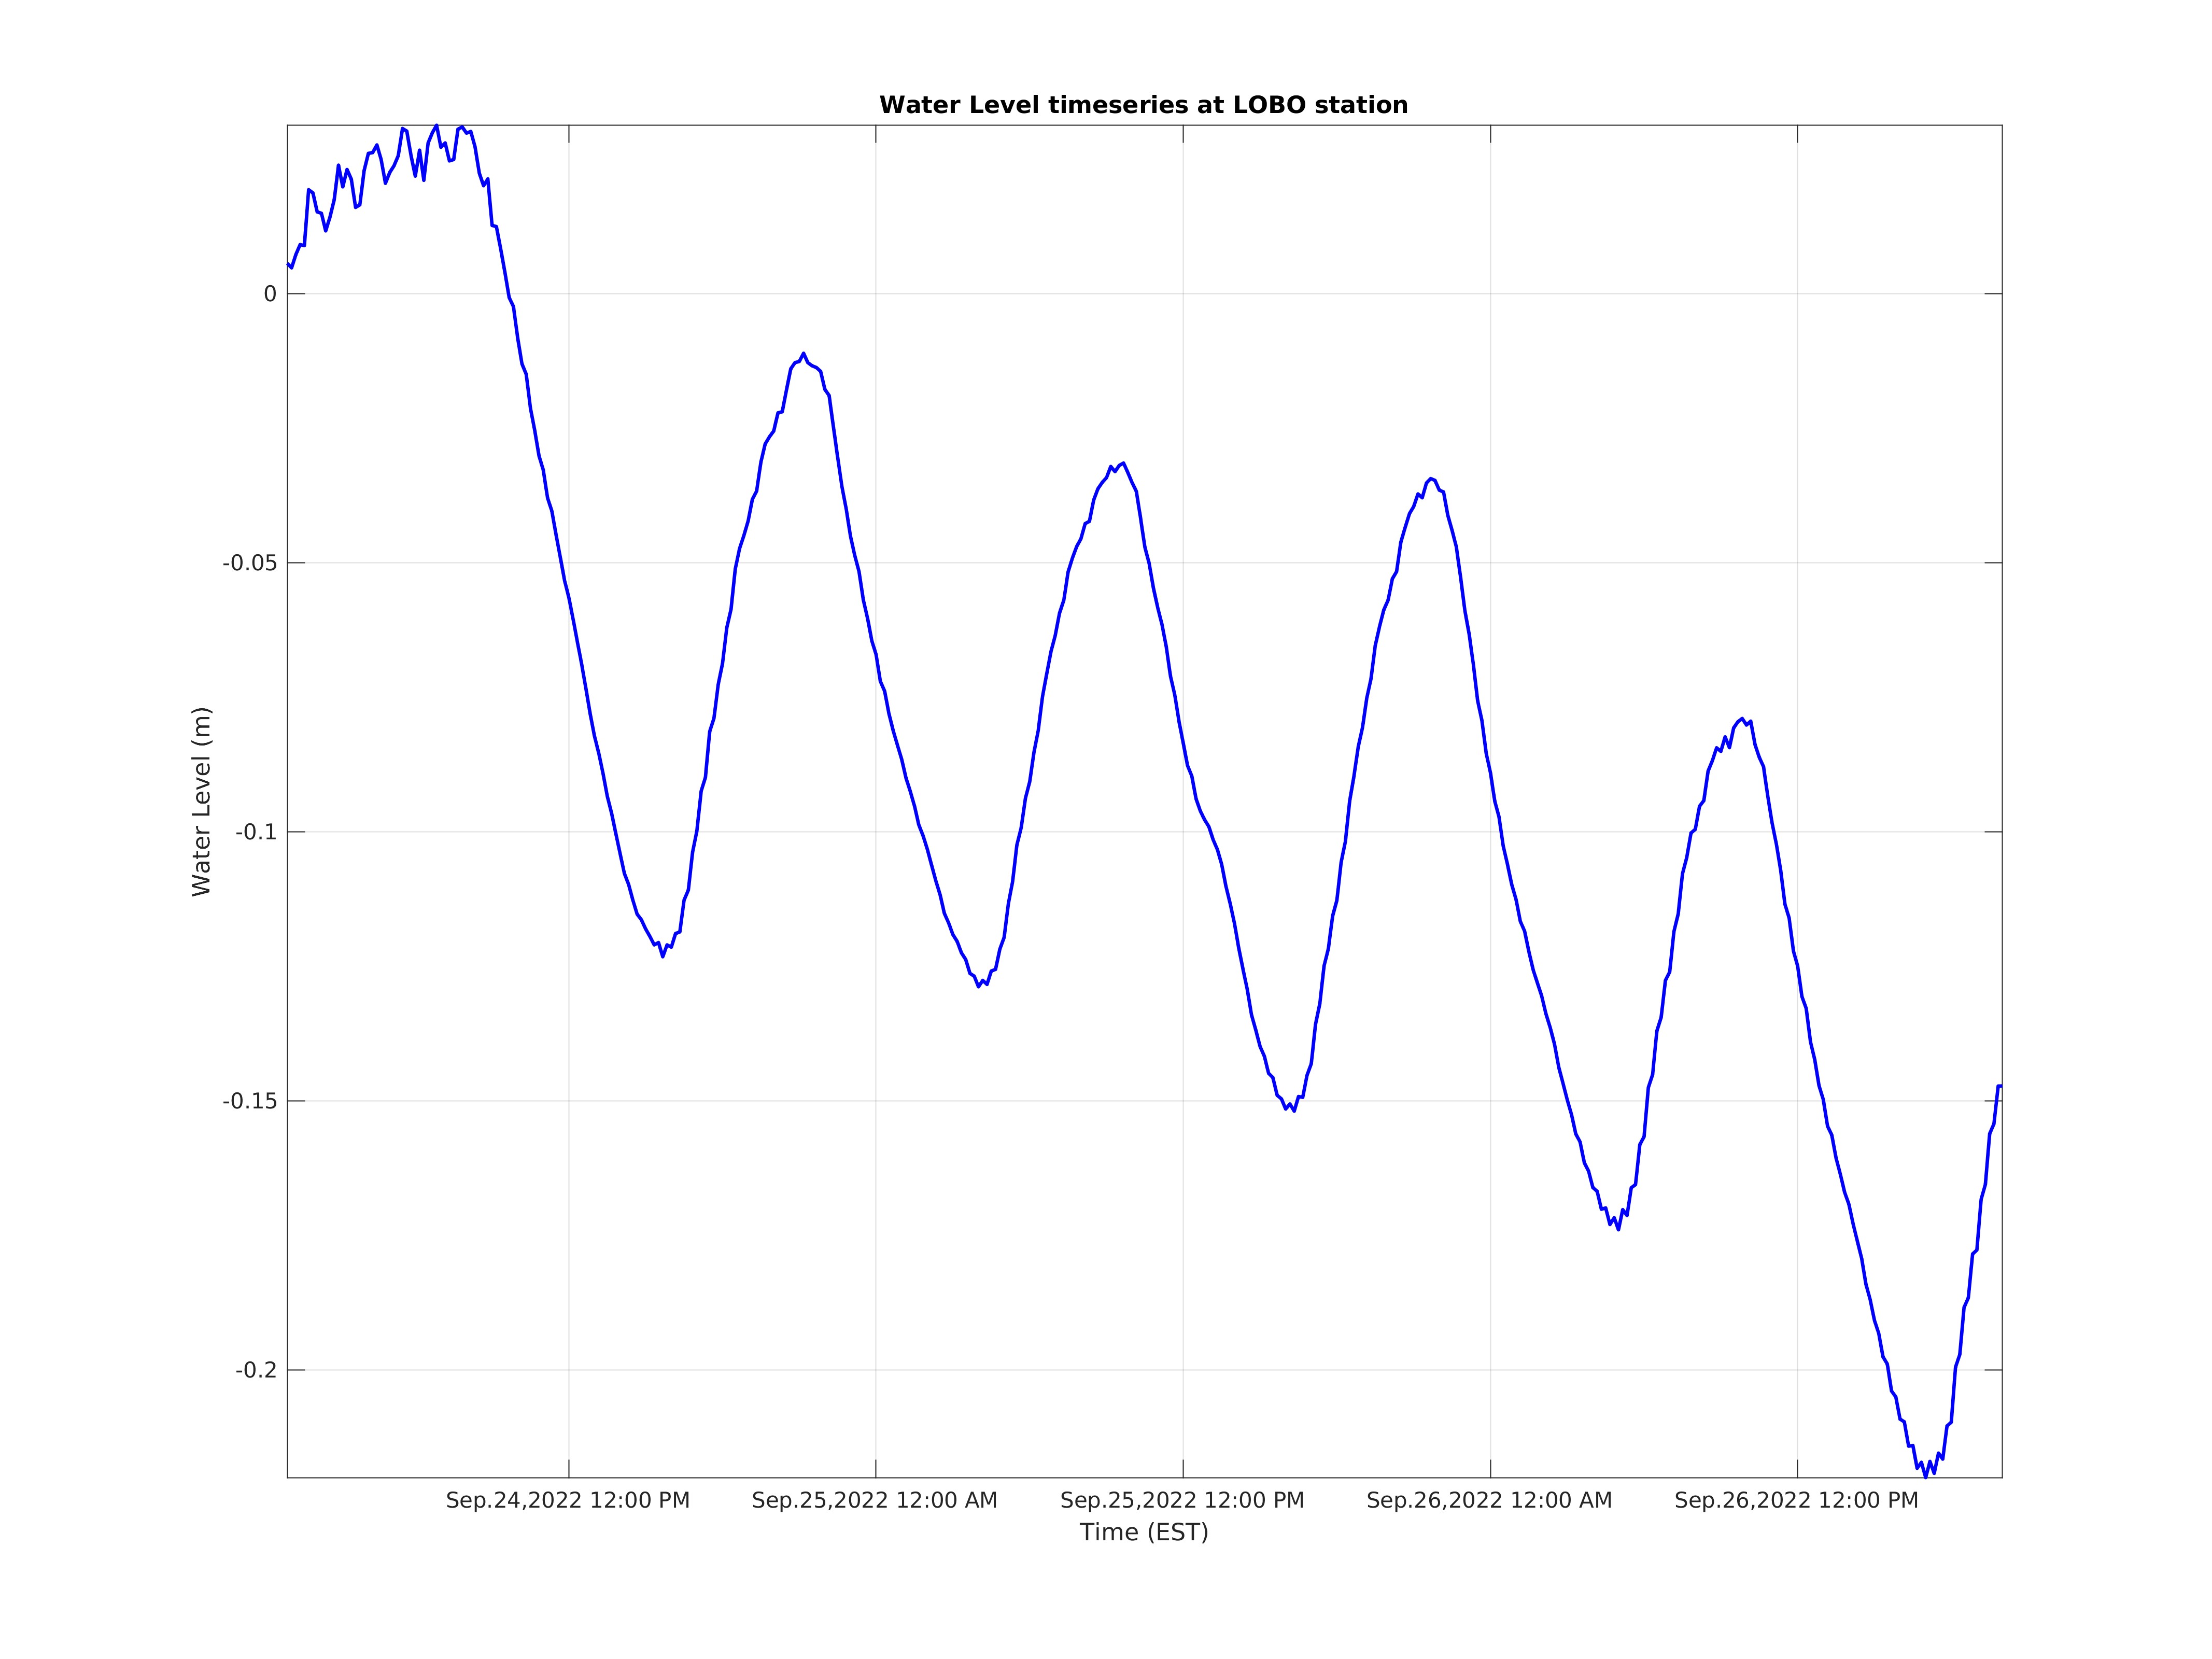 Water Level timeseries at LOBO station
0
-0.05
-0.1
-0.15
-0.2
Water Level (m)
Sep.24,2022 12:00 PM
Sep.25,2022 12:00 AM
Sep.25,2022 12:00 PM
Sep.26,2022 12:00 AM
Sep.26,2022 12:00 PM
Time (EST)